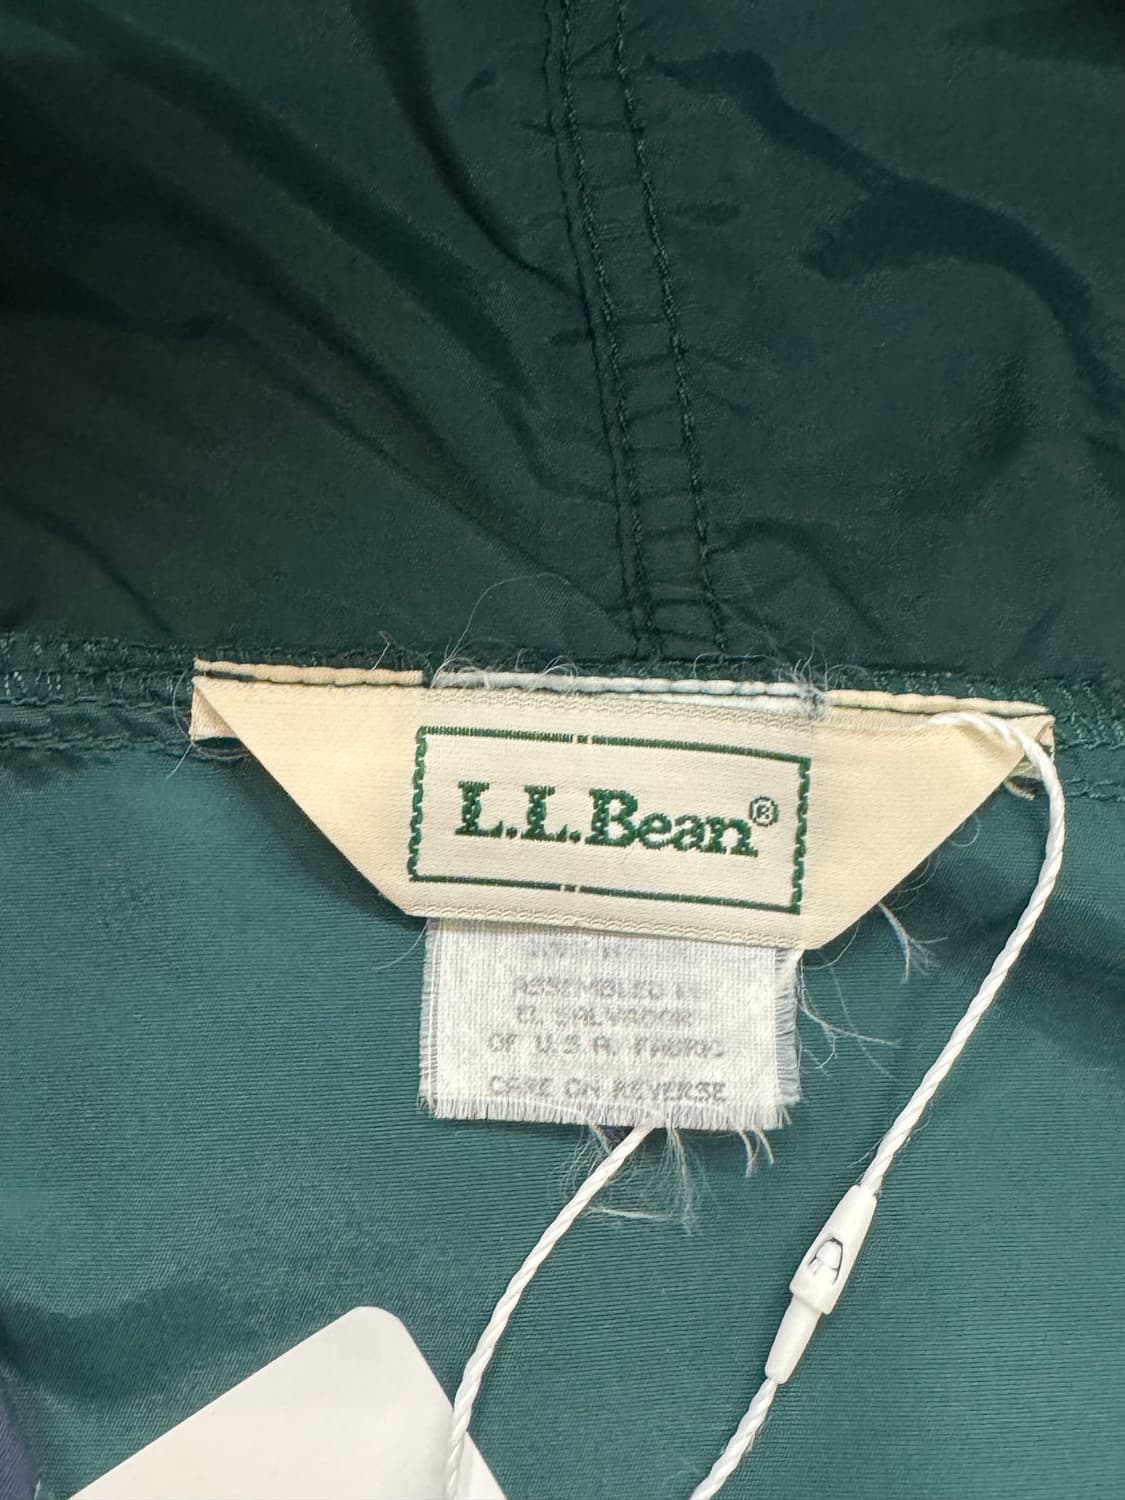 L.L.Bean®
ASSEMBLED IN
EL SALVADOR
OF U.S.A. FABRIC
CARE ON REVERSE